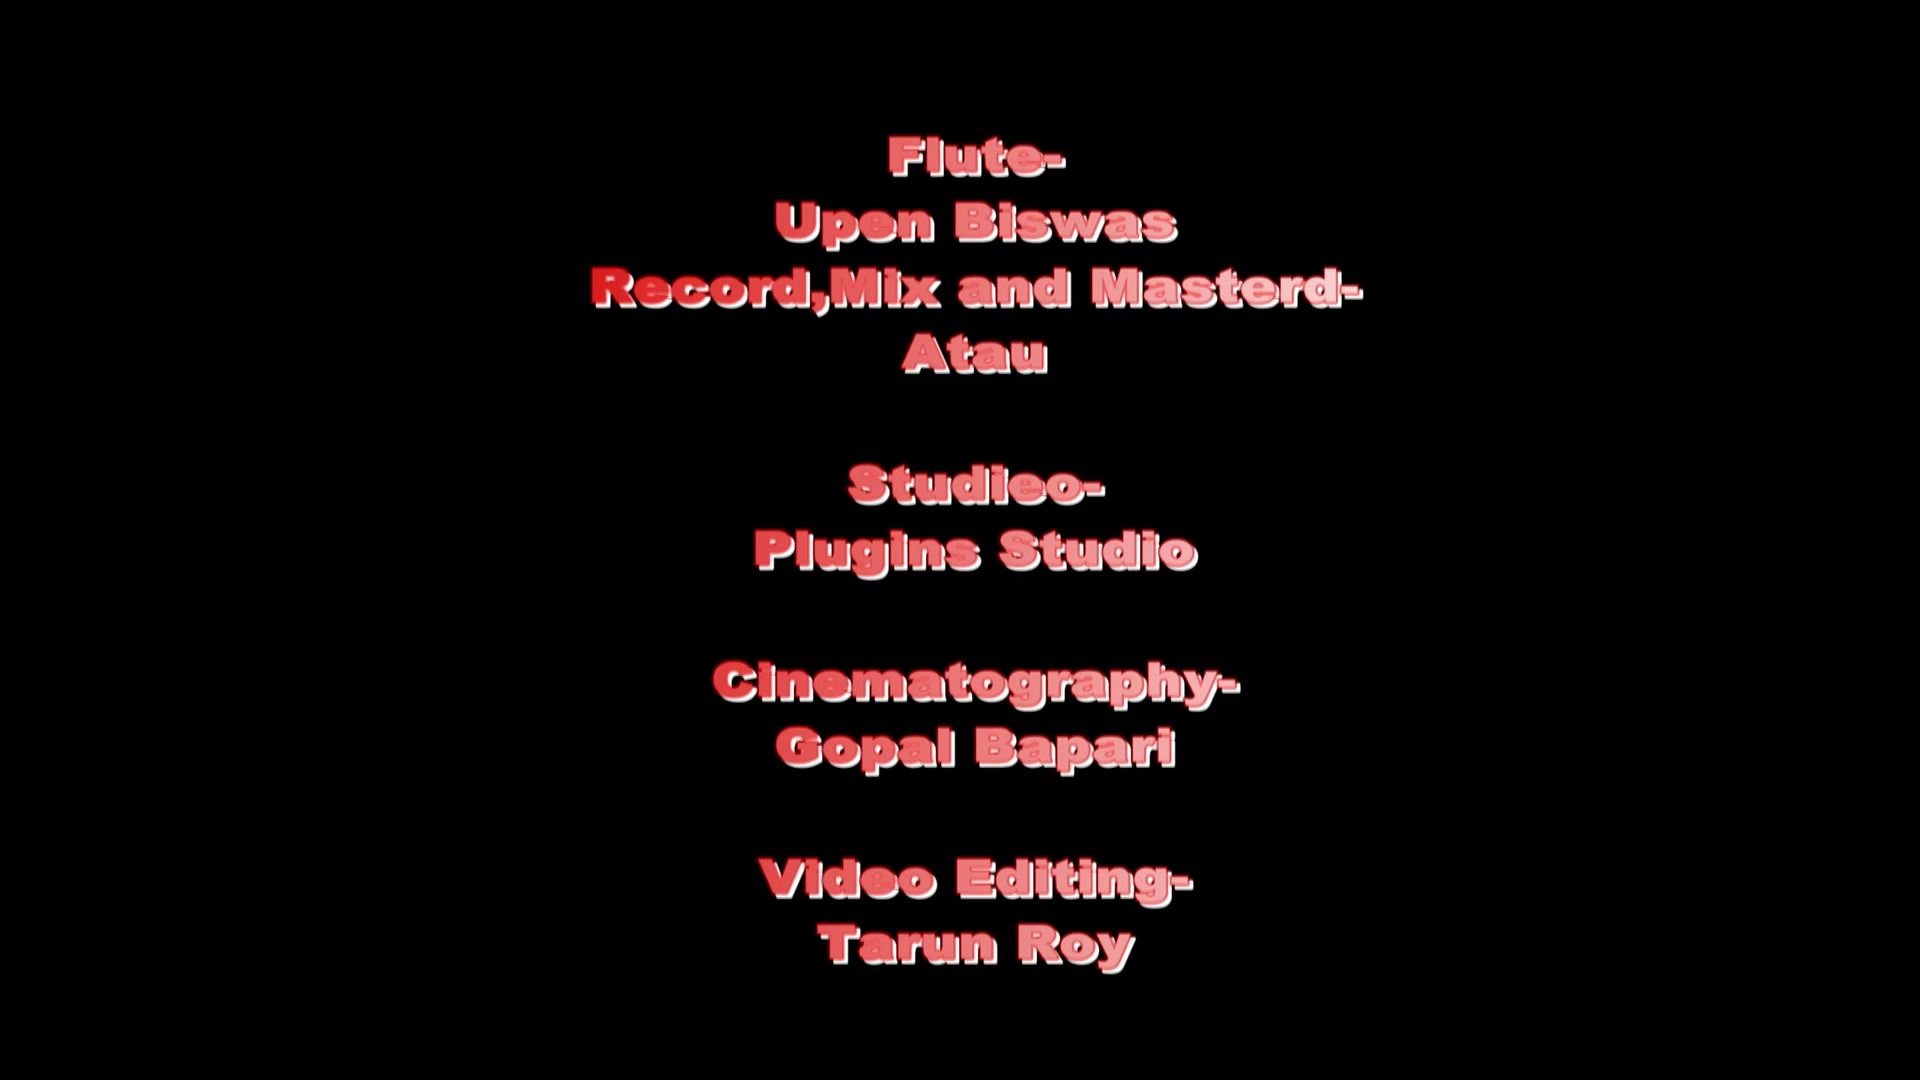 Flute-
Upen Biswas
Record,Mix and Masterd-
Atau
Studieo-
Plugins Studio
Cinematography-
Gopal Bapari
Video Editing-
Tarun Roy